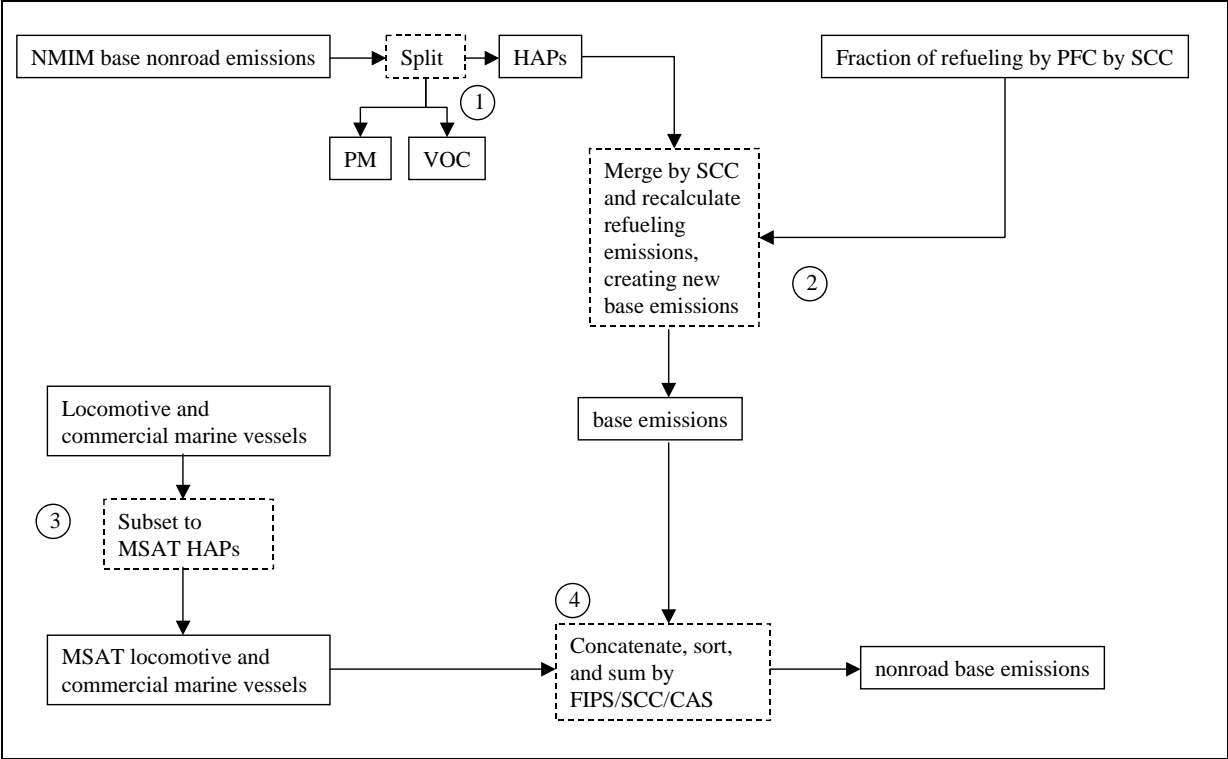 NMIM base nonroad emissions
Split
HAPs
Fraction of refueling by PFC by SCC
1
PM
VOC
Merge by SCC
and recalculate
refueling
emissions,
creating new
base emissions
2
base emissions
Locomotive and
commercial marine vessels
3
Subset to
MSAT HAPs
4
MSAT locomotive and
commercial marine vessels
Concatenate, sort,
and sum by
FIPS/SCC/CAS
nonroad base emissions